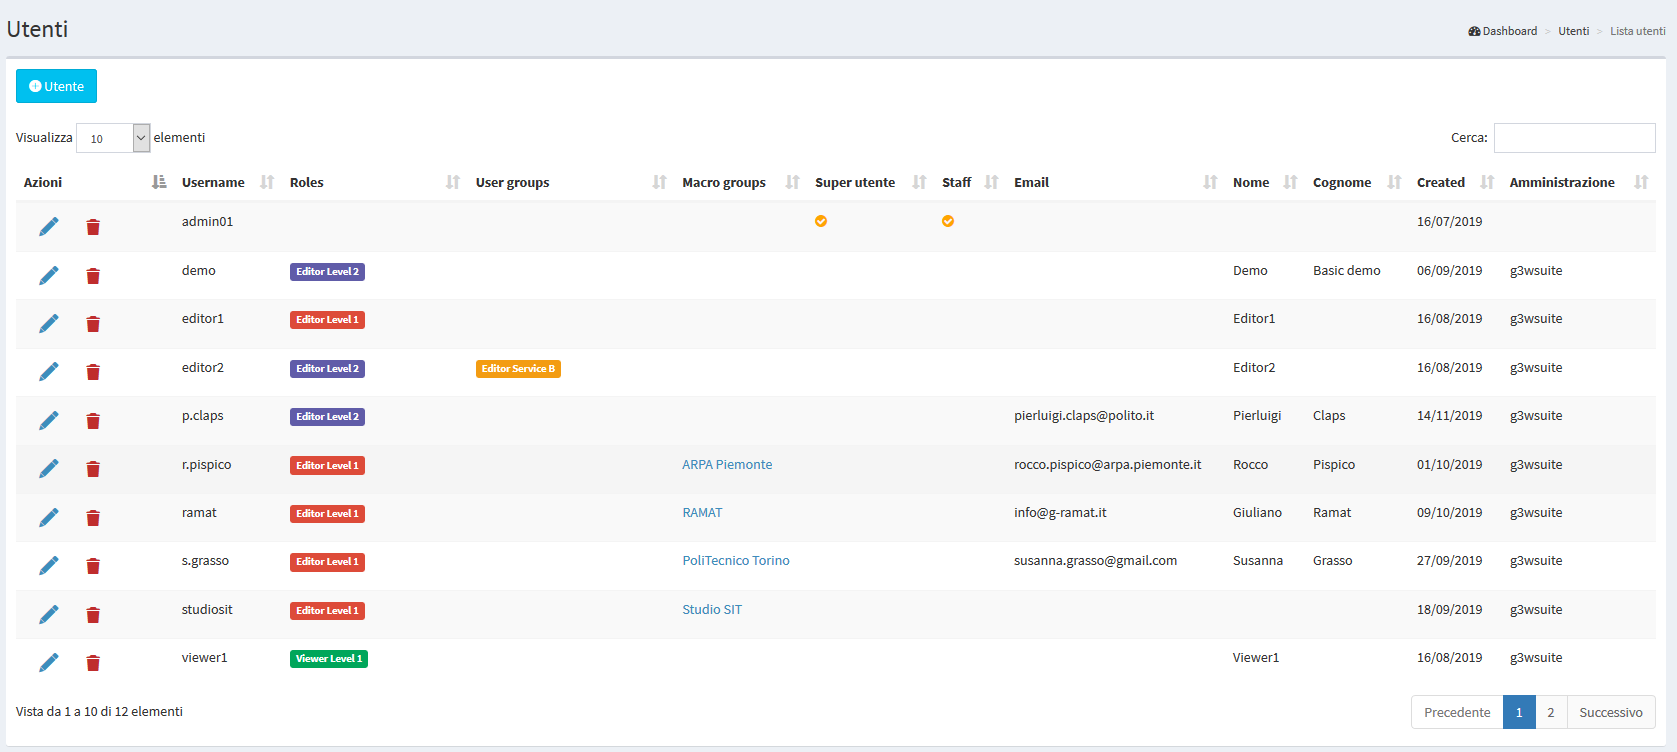 Utenti
Dashboard > Utenti > Lista utenti
Utente
Visualizza 10 elementi Cerca:
Azioni Username Roles User groups Macro groups Super utente Staff Email Nome Cognome Created Amministrazione
admin01 16/07/2019
demo Editor Level 2 Demo Basic demo 06/09/2019 g3wsuite
editor1 Editor Level 1 Editor1 16/08/2019 g3wsuite
editor2 Editor Level 2 Editor Service B Editor2 16/08/2019 g3wsuite
p.claps Editor Level 2 pierluigi.claps@polito.it Pierluigi Claps 14/11/2019 g3wsuite
r.pispico Editor Level 1 ARPA Piemonte rocco.pispico@arpa.piemonte.it Rocco Pispico 01/10/2019 g3wsuite
ramat Editor Level 1 RAMAT info@g-ramat.it Giuliano Ramat 09/10/2019 g3wsuite
s.grasso Editor Level 1 PoliTecnico Torino susanna.grasso@gmail.com Susanna Grasso 27/09/2019 g3wsuite
studiosit Editor Level 1 Studio SIT 18/09/2019 g3wsuite
viewer1 Viewer Level 1 Viewer1 16/08/2019 g3wsuite
Vista da 1 a 10 di 12 elementi Precedente 1 2 Successivo